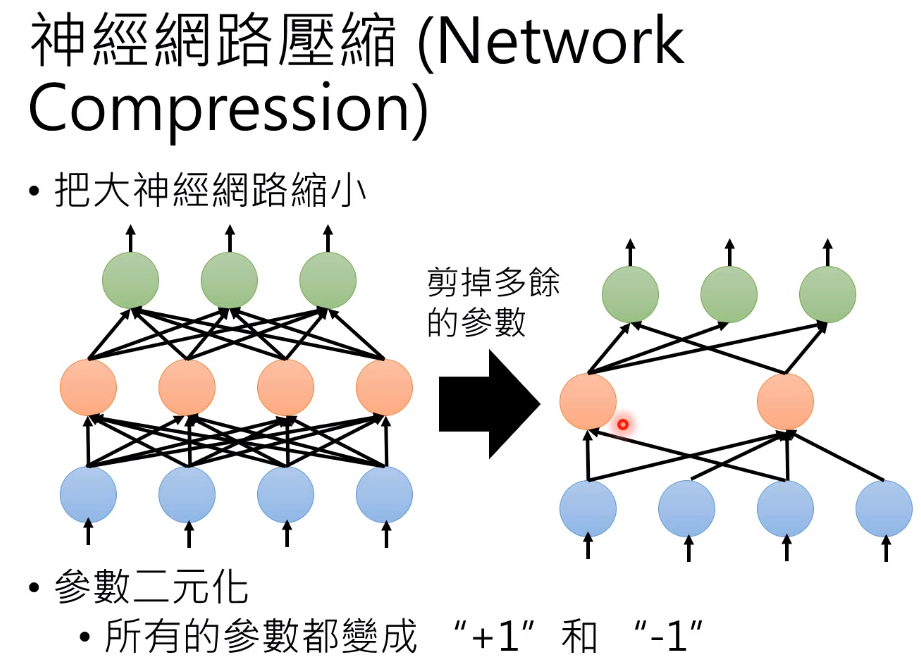 神經網路壓縮 (Network
Compression)
• 把大神經網路縮小
剪掉多餘
的參數
• 參數二元化
• 所有的參數都變成 “+1” 和 “-1”